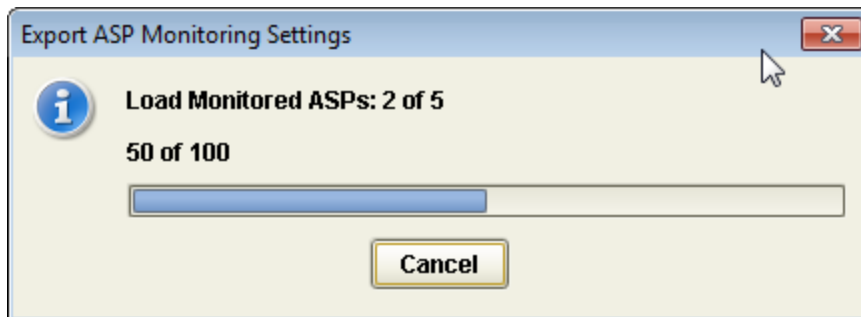 Export ASP Monitoring Settings
Load Monitored ASPs: 2 of 5
50 of 100
Cancel